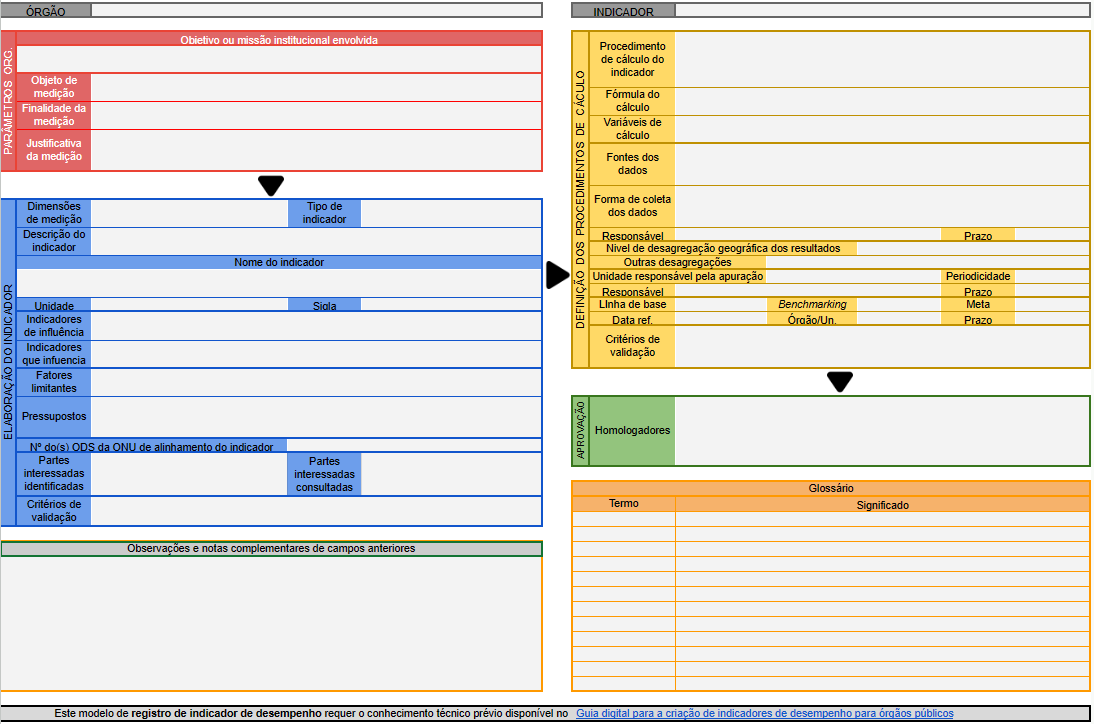 ÓRGÃO
INDICADOR
PARÂMETROS ORG.
Objetivo ou missão institucional envolvida
Objeto de
medição
Finalidade da
medição
Justificativa
da medição
ELABORAÇÃO DO INDICADOR
Dimensões
de medição
Tipo de
indicador
Descrição do
indicador
Nome do indicador
Unidade
Sigla
Indicadores
de influência
Indicadores
que infuencia
Fatores
limitantes
Pressupostos
Nº do(s) ODS da ONU de alinhamento do indicador
Partes
interessadas
identificadas
Partes
interessadas
consultadas
Critérios de
validação
Observações e notas complementares de campos anteriores
DEFINIÇÃO DOS PROCEDIMENTOS DE CÁCULO
Procedimento
de cálculo do
indicador
Fórmula do
cálculo
Variáveis de
cálculo
Fontes dos
dados
Forma de coleta
dos dados
Responsável
Prazo
Nivel de desagregação geográfica dos resultados
Outras desagregações
Unidade responsável pela apuração
Periodicidade
Responsável
Prazo
LInha de base
Benchmarking
Meta
Data ref.
Órgão/Un.
Prazo
Critérios de
validação
APROVAÇÃO
Homologadores
Glossário
Termo
Significado
Este modelo de registro de indicador de desempenho requer o conhecimento técnico prévio disponível no Guia digital para a criação de indicadores de desempenho para órgãos públicos